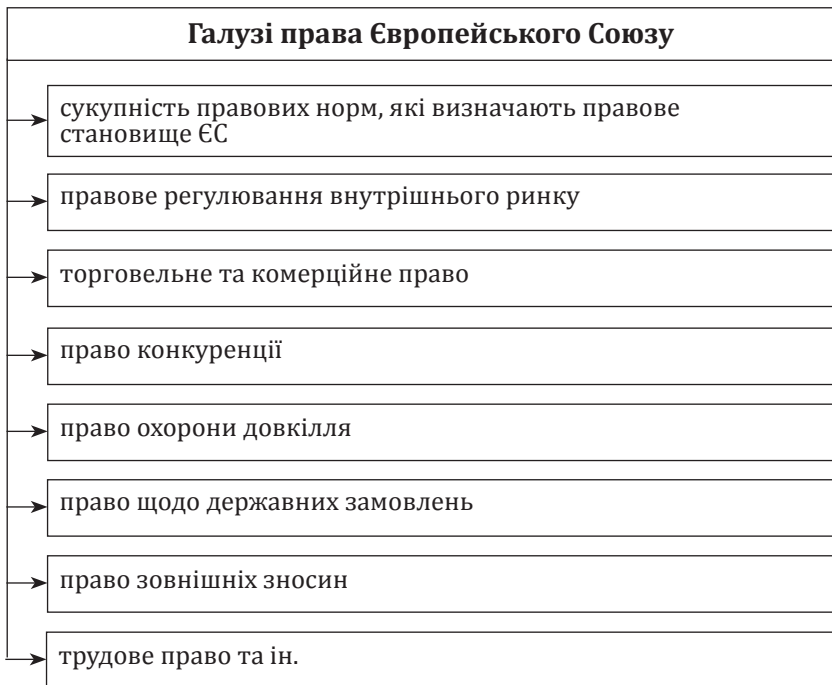 Галузі права Європейського Союзу
сукупність правових норм, які визначають правове
становище ЄС
правове регулювання внутрішнього ринку
торговельне та комерційне право
право конкуренції
право охорони довкілля
право щодо державних замовлень
право зовнішніх зносин
трудове право та ін.